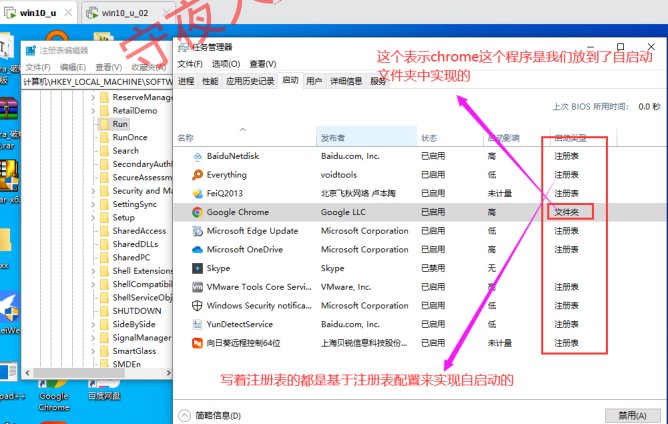 win10_u
win10_u_02
守夜人
注册表编辑器
文件(F) 编辑(E) 查看(V) 收藏夹(A)
计算机\HKEY_LOCAL_MACHINE\SOFTW
ReserveManag
RetailDemo
Run
RunOnce
Search
SecondaryAuth
SecureAssessm
Security and Ma
SettingSync
Setup
SharedAccess
SharedDLLs
SharedPC
Shell Extensions
ShellCompatibil
ShellServiceObj
SHUTDOWN
SideBySide
SignalManager
SmartGlass
SMDEn
任务管理器
文件(F) 选项(O) 查看(V)
进程 性能 应用历史记录 启动 用户 详细信息 服务
这个表示chrome这个程序是我们放到了自启动
文件夹中实现的
上次 BIOS 所用时间: 0.0 秒
名称 发布者 状态 启动影响 启动类型
BaiduNetdisk Baidu.com, Inc. 已启用 高 注册表
Everything voidtools 已启用 低 注册表
FeiQ2013 北京飞秋网络 卢本陶 已启用 未计量 注册表
Google Chrome Google LLC 已启用 高 文件夹
Microsoft Edge Update Microsoft Corporation 已启用 低 注册表
Microsoft OneDrive Microsoft Corporation 已启用 高 注册表
Skype Skype 已禁用 无
VMware Tools Core Servi... VMware, Inc. 已启用 高 注册表
Windows Security notifica... Microsoft Corporation 已启用 低 注册表
YunDetectService Baidu.com, Inc. 已启用 低 注册表
向日葵远程控制64位 上海贝锐信息科技股份... 已启用 未计量 注册表
写着注册表的都是基于注册表配置来实现自启动的
简略信息(D)
禁用(A)
.rar
Google
Chrome
百度网盘